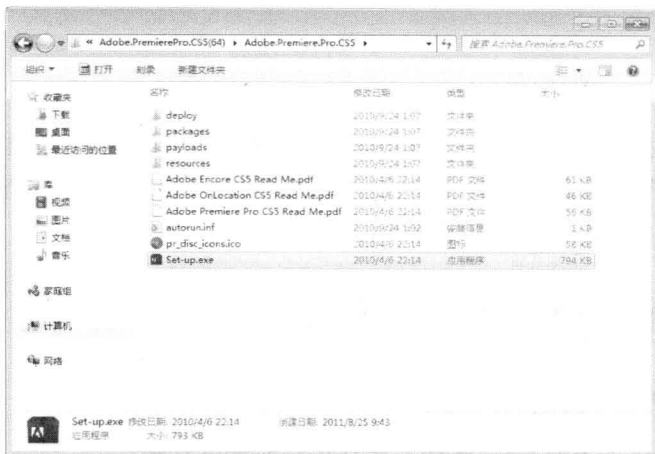 « Adobe.PremierePro.CS5(64) ▸ Adobe.Premiere.Pro.CS5 ▸ 搜索 Adobe.Premiere.Pro.CS5
组织 ▾ 打开 刻录 新建文件夹
收藏夹
下载
桌面
最近访问的位置
库
视频
图片
文档
音乐
家庭组
计算机
网络
名称 修改日期 类型 大小
deploy 2010/9/24 1:07 文件夹
packages 2010/9/24 1:07 文件夹
payloads 2010/9/24 1:07 文件夹
resources 2010/9/24 1:07 文件夹
Adobe Encore CS5 Read Me.pdf 2010/4/6 22:14 PDF 文件 61 KB
Adobe OnLocation CS5 Read Me.pdf 2010/4/6 22:14 PDF 文件 46 KB
Adobe Premiere Pro CS5 Read Me.pdf 2010/4/6 22:14 PDF 文件 56 KB
autorun.inf 2010/9/24 1:02 安装信息 1 KB
pr_disc_icons.ico 2010/4/6 22:14 图标 58 KB
Set-up.exe 2010/4/6 22:14 应用程序 794 KB
Set-up.exe 修改日期: 2010/4/6 22:14 创建日期: 2011/8/25 9:43
应用程序 大小: 793 KB